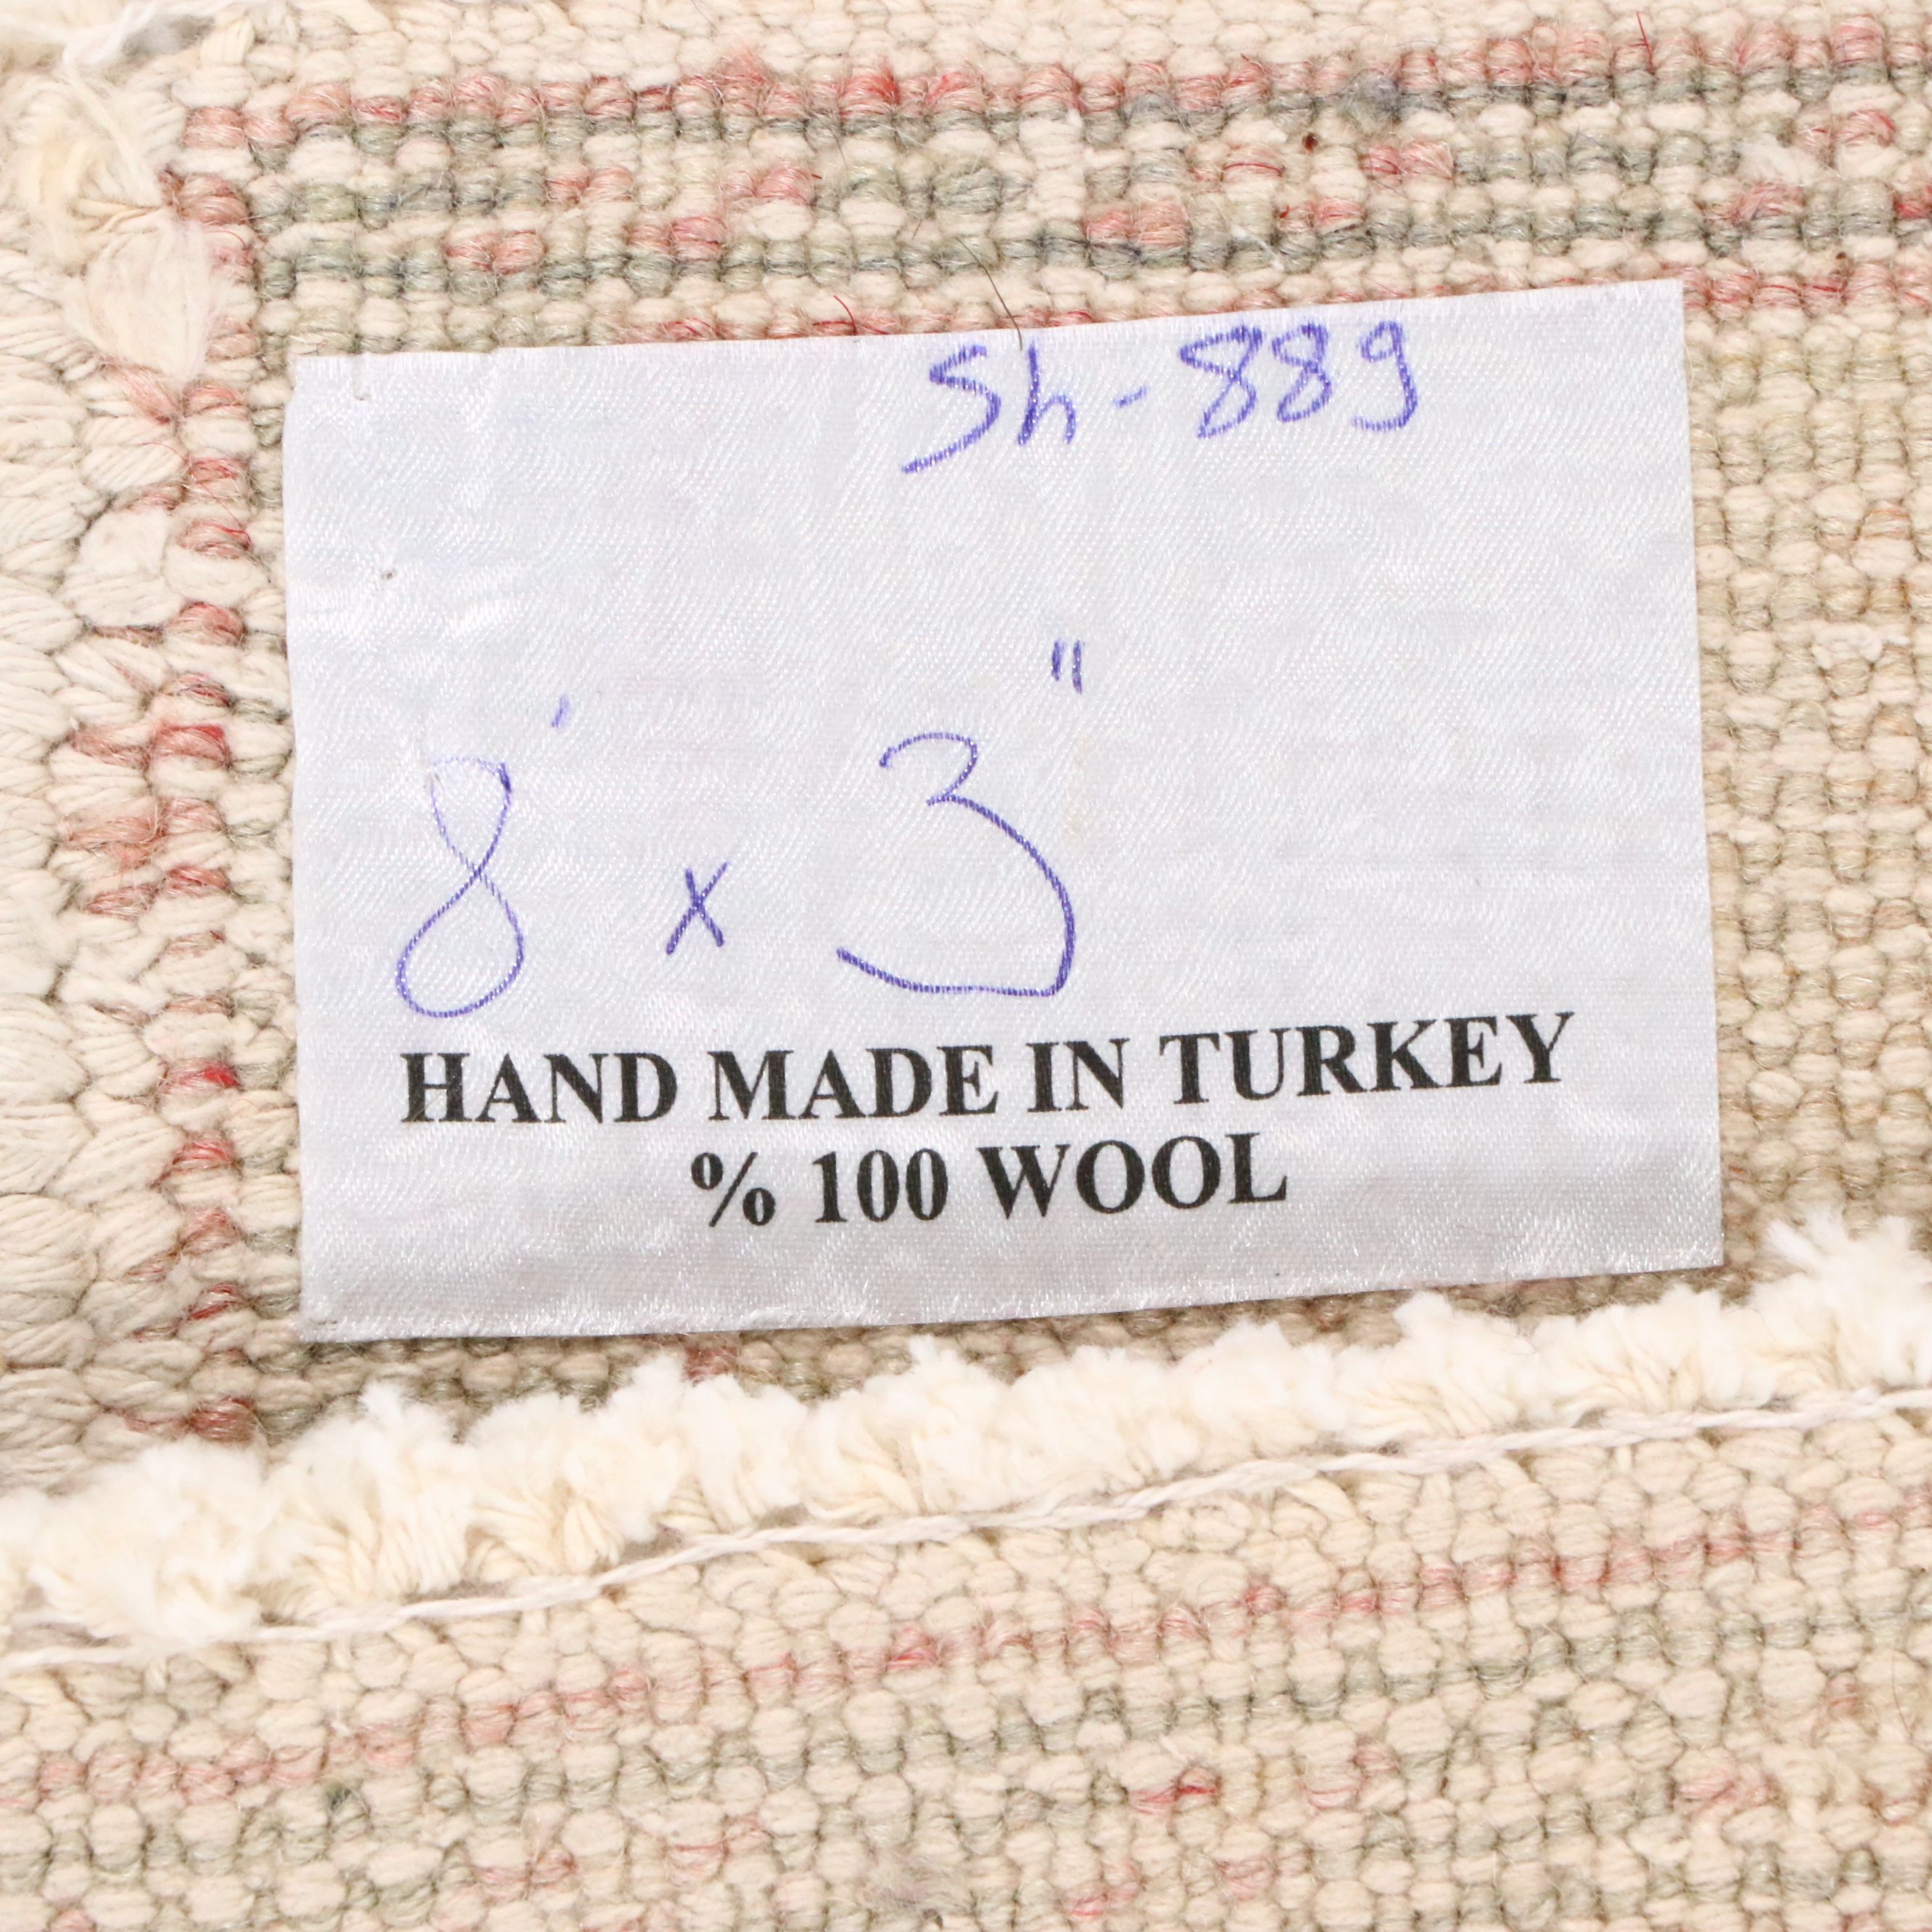 Sh-889
8' x 3"
HAND MADE IN TURKEY
% 100 WOOL